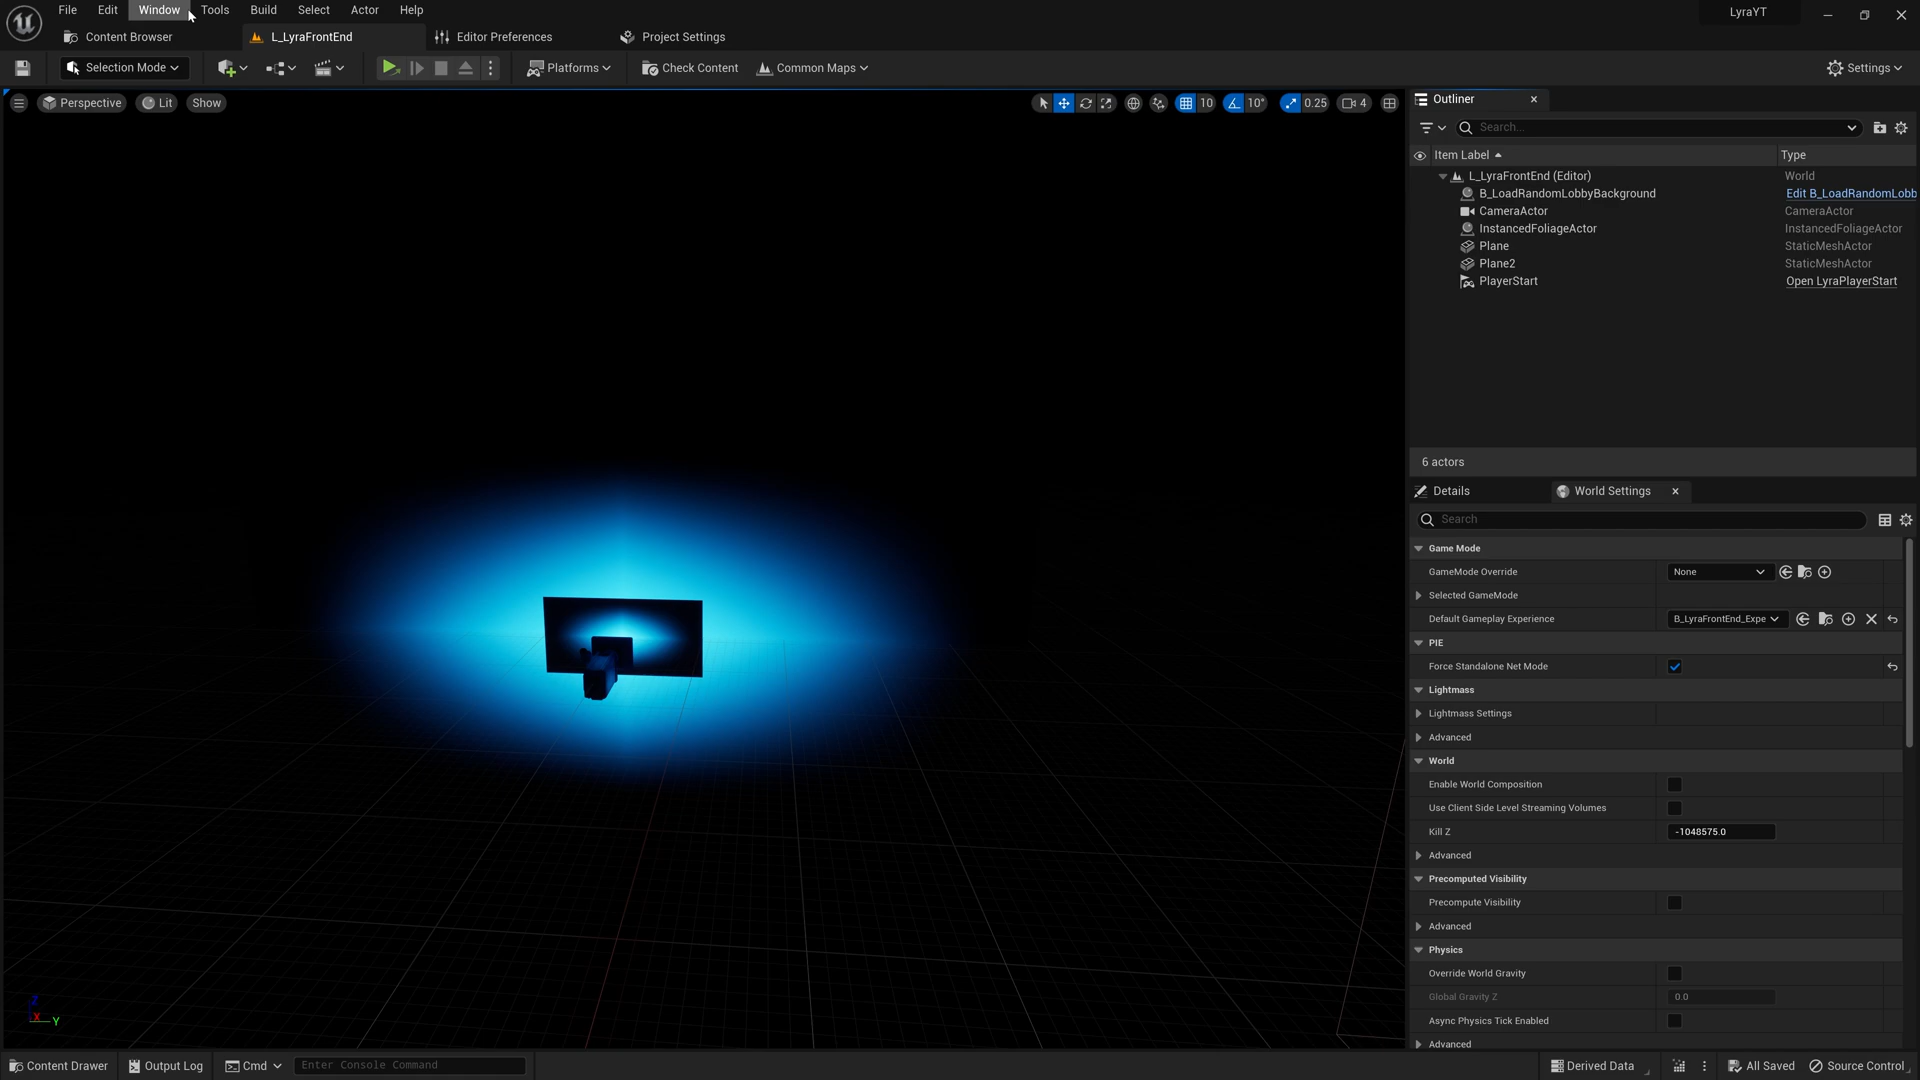 File Edit Window Tools Build Select Actor Help
LyraYT
Content Browser L_LyraFrontEnd Editor Preferences Project Settings
Selection Mode Platforms Check Content Common Maps Settings
Perspective Lit Show 10 10° 0.25 4
Outliner
Search...
Item Label Type
L_LyraFrontEnd (Editor) World
B_LoadRandomLobbyBackground Edit B_LoadRandomLobb
CameraActor CameraActor
InstancedFoliageActor InstancedFoliageActor
Plane StaticMeshActor
Plane2 StaticMeshActor
PlayerStart Open LyraPlayerStart
6 actors
Details World Settings
Search
Game Mode
GameMode Override None
Selected GameMode
Default Gameplay Experience B_LyraFrontEnd_Expe
PIE
Force Standalone Net Mode
Lightmass
Lightmass Settings
Advanced
World
Enable World Composition
Use Client Side Level Streaming Volumes
Kill Z -1048575.0
Advanced
Precomputed Visibility
Precompute Visibility
Advanced
Physics
Override World Gravity
Global Gravity Z 0.0
Async Physics Tick Enabled
Advanced
Z
X Y
Content Drawer Output Log Cmd Enter Console Command Derived Data All Saved Source Control